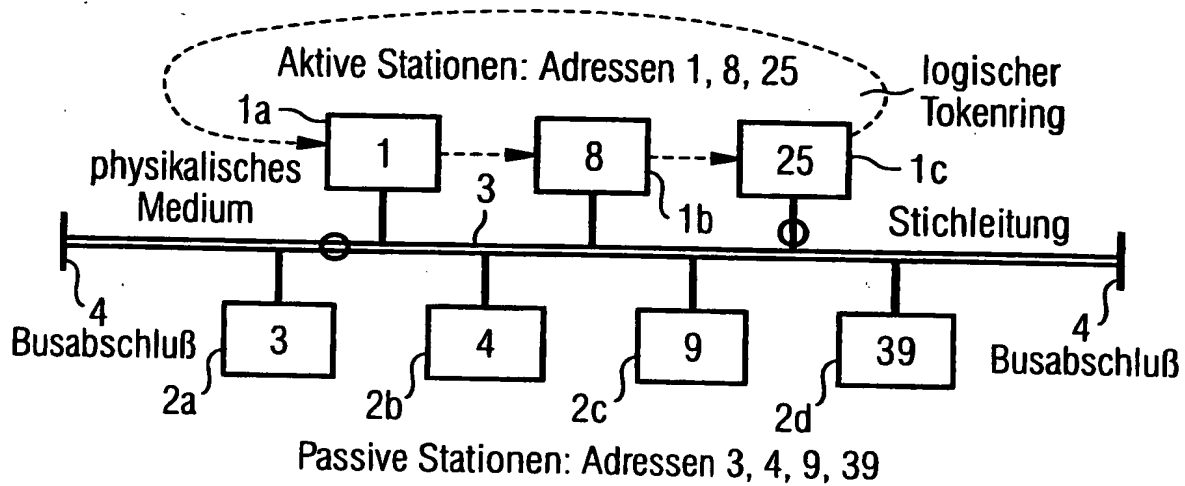 Aktive Stationen: Adressen 1, 8, 25
logischer
Tokenring
1a
1
8
25
1c
physikalisches
Medium
3
1b
Stichleitung
4
Busabschluß
3
4
9
39
4
Busabschluß
2a
2b
2c
2d
Passive Stationen: Adressen 3, 4, 9, 39